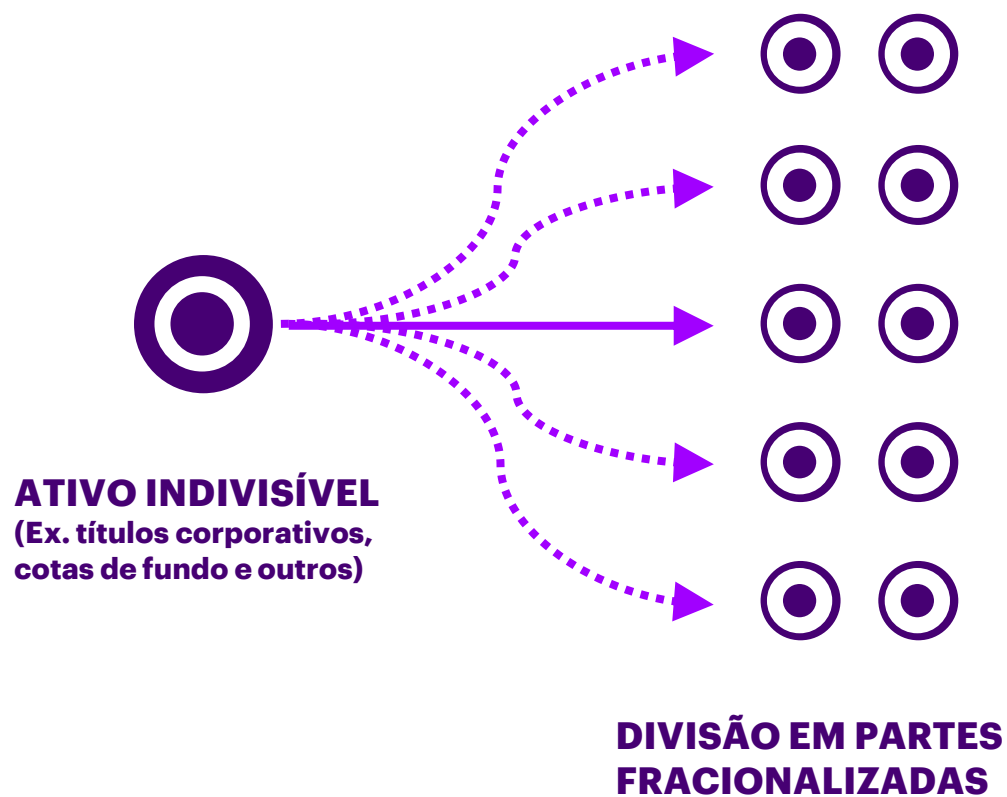 ATIVO INDIVISÍVEL
(Ex. títulos corporativos,
cotas de fundo e outros)
DIVISÃO EM PARTES
FRACIONALIZADAS